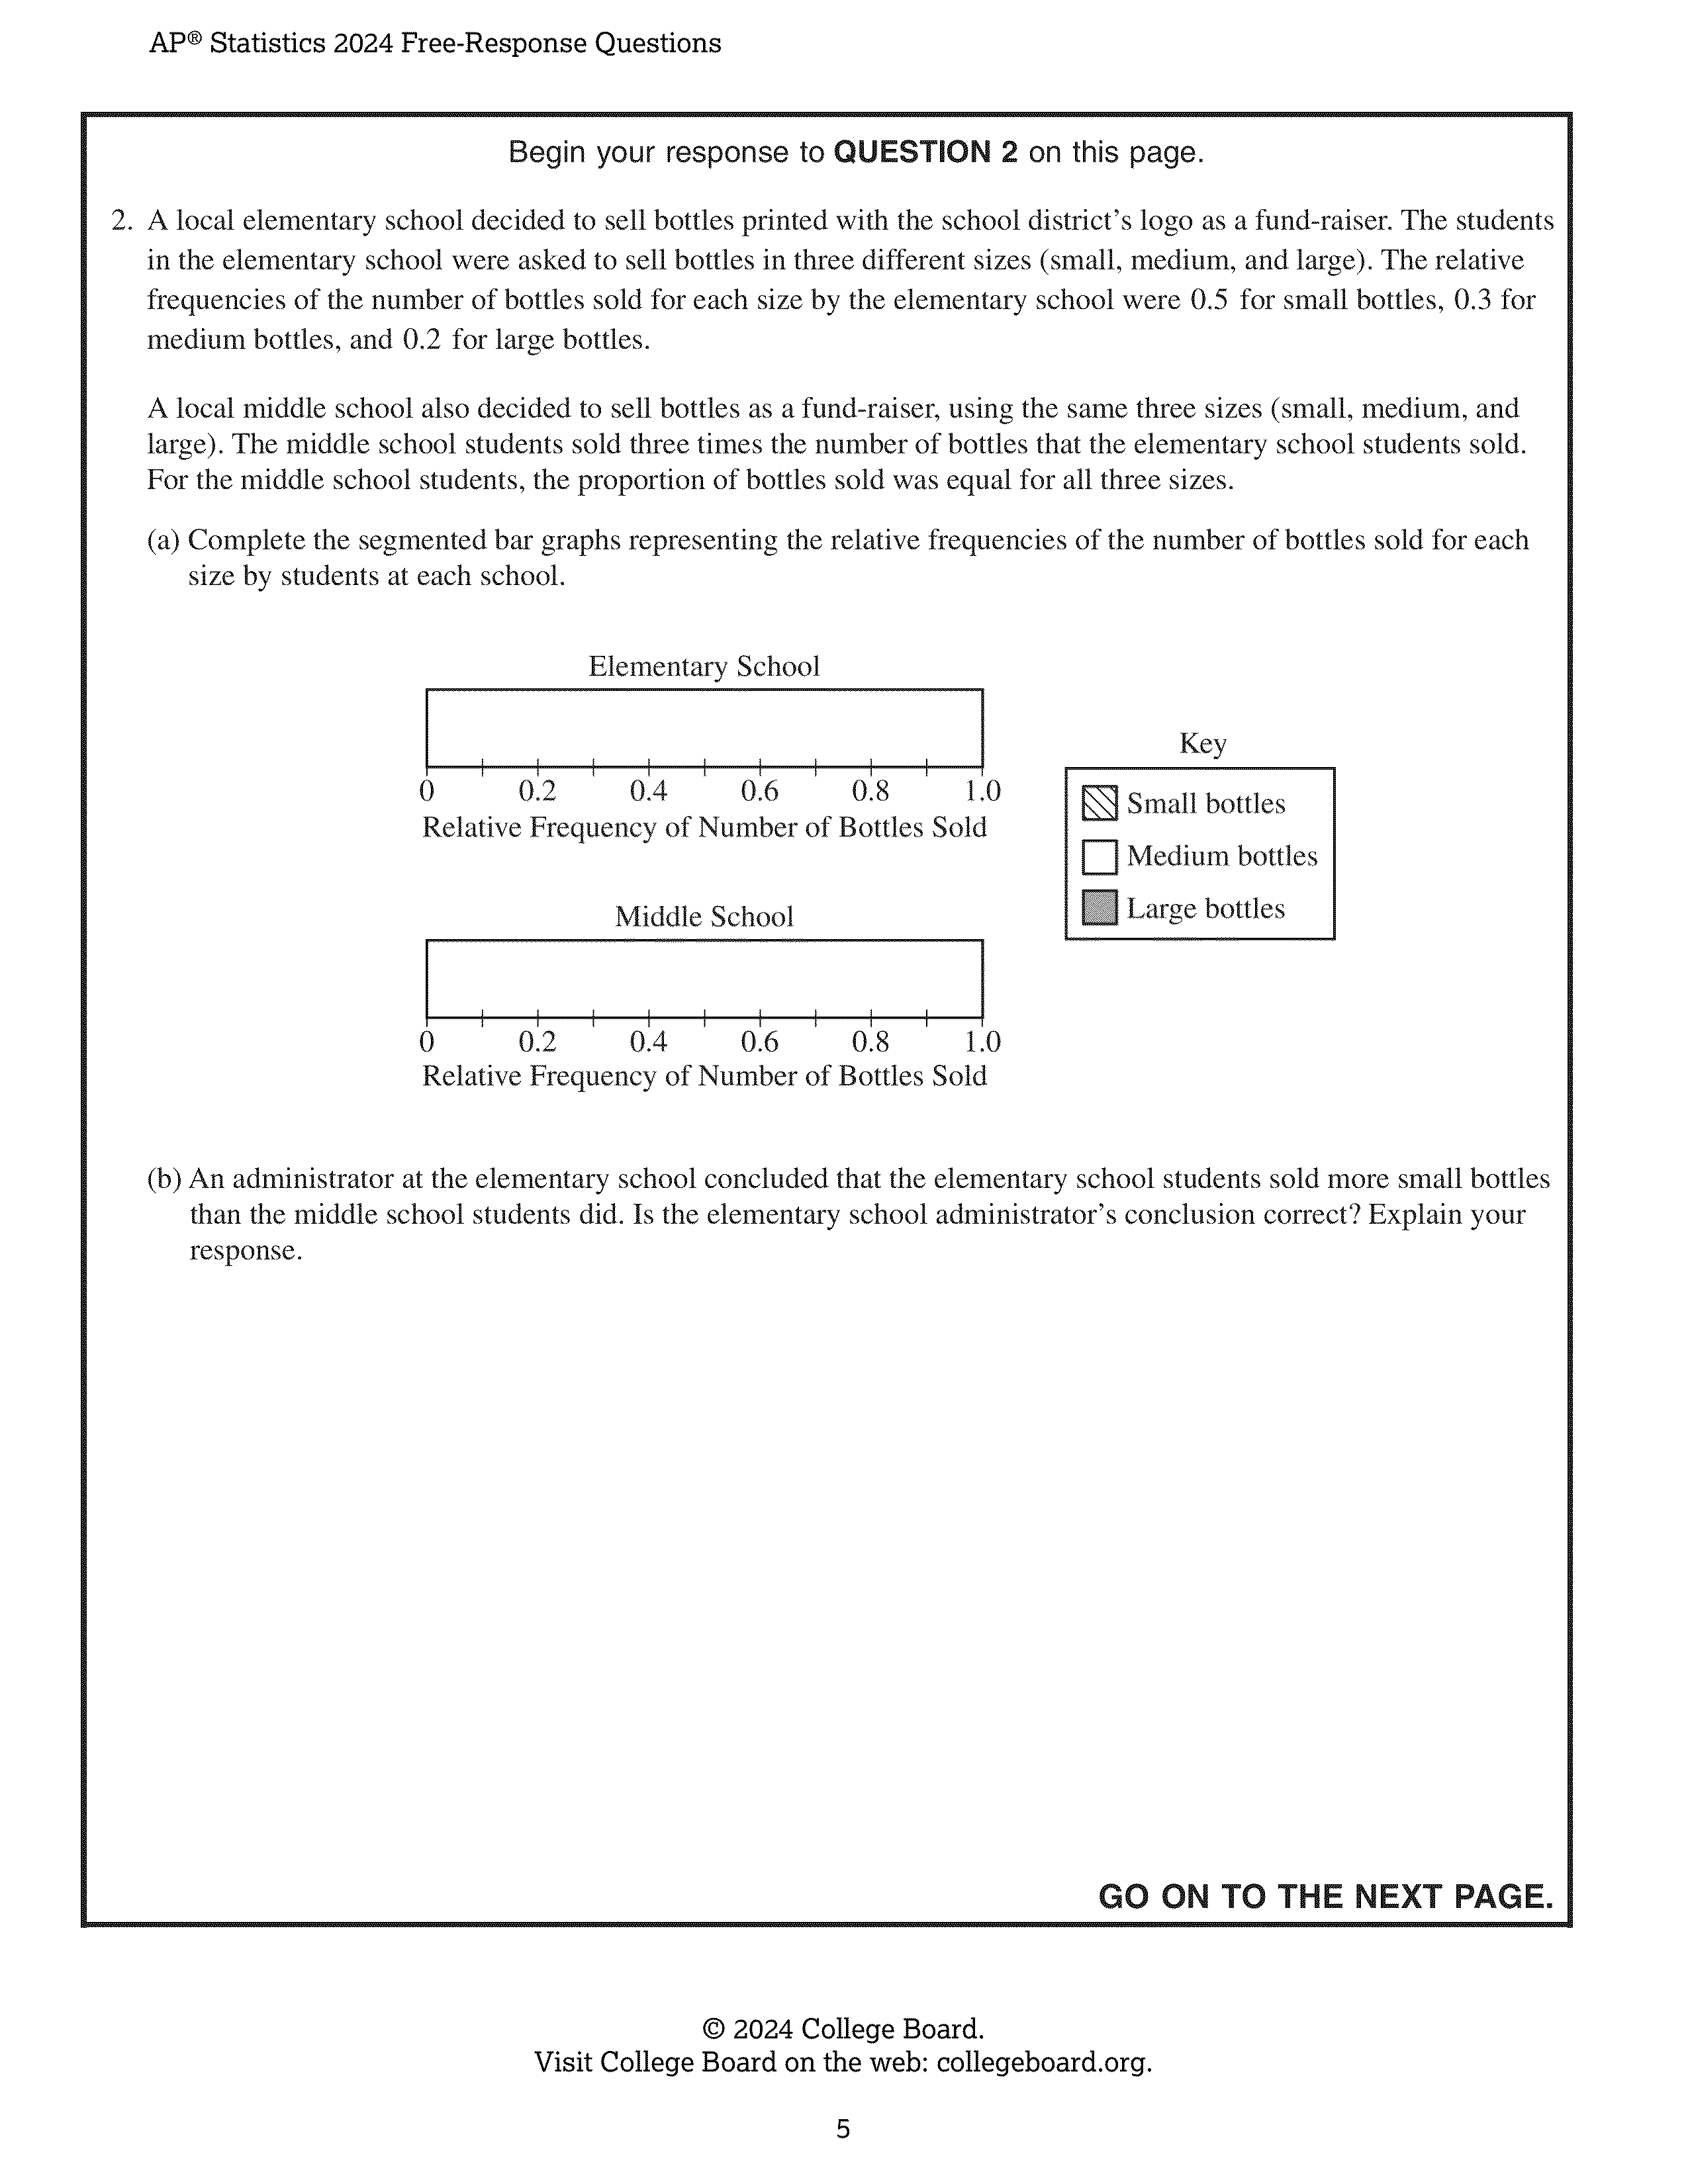 AP® Statistics 2024 Free-Response Questions
Begin your response to QUESTION 2 on this page.
2. A local elementary school decided to sell bottles printed with the school district's logo as a fund-raiser. The students
in the elementary school were asked to sell bottles in three different sizes (small, medium, and large). The relative
frequencies of the number of bottles sold for each size by the elementary school were 0.5 for small bottles, 0.3 for
medium bottles, and 0.2 for large bottles.
A local middle school also decided to sell bottles as a fund-raiser, using the same three sizes (small, medium, and
large). The middle school students sold three times the number of bottles that the elementary school students sold.
For the middle school students, the proportion of bottles sold was equal for all three sizes.
(a) Complete the segmented bar graphs representing the relative frequencies of the number of bottles sold for each
size by students at each school.
Elementary School
0 0.2 0.4 0.6 0.8 1.0
Relative Frequency of Number of Bottles Sold
Key
Small bottles
Medium bottles
Large bottles
Middle School
0 0.2 0.4 0.6 0.8 1.0
Relative Frequency of Number of Bottles Sold
(b) An administrator at the elementary school concluded that the elementary school students sold more small bottles
than the middle school students did. Is the elementary school administrator's conclusion correct? Explain your
response.
GO ON TO THE NEXT PAGE.
© 2024 College Board.
Visit College Board on the web: collegeboard.org.
5